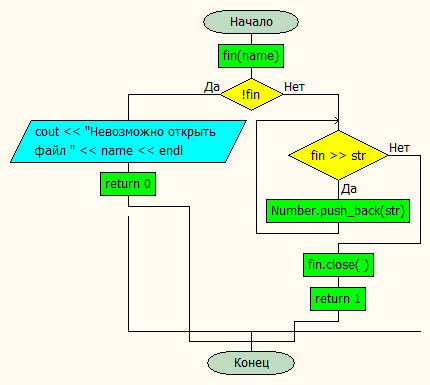 Начало
fin(name)
!fin
Да
Нет
cout << "Невозможно открыть
файл " << name << endl
return 0
fin >> str
Нет
Да
Number.push_back(str)
fin.close( )
return 1
Конец